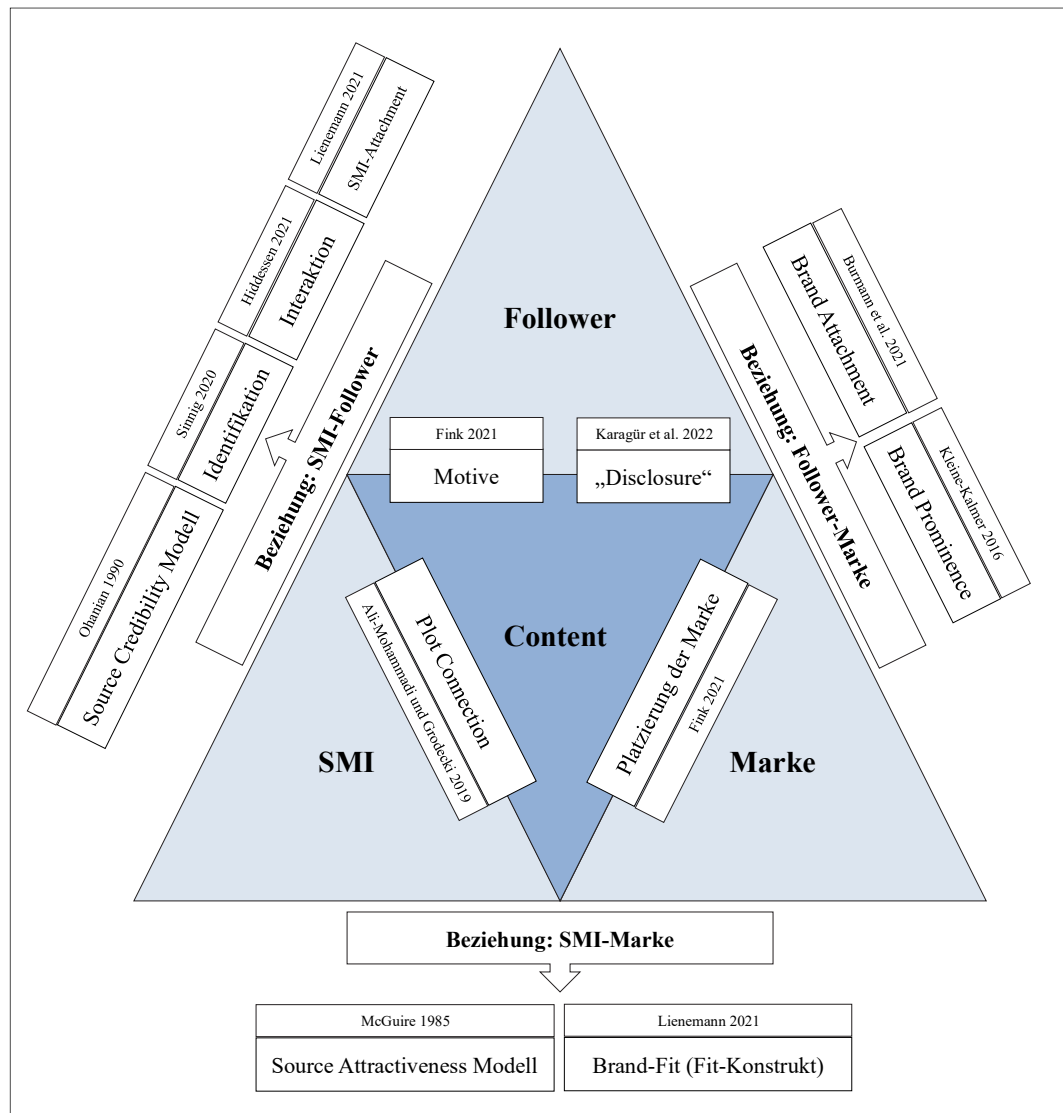 Lienemann 2021
SMI-Attachment
Hiddessen 2021
Interaktion
Sinnig 2020
Identifikation
Ohanian 1990
Source Credibility Modell
Beziehung: SMI-Follower
Follower
Beziehung: Follower-Marke
Burmann et al. 2021
Brand Attachment
Kleine-Kalmer 2016
Brand Prominence
Fink 2021
Motive
Karagür et al. 2022
„Disclosure“
Content
Plot Connection
Ali-Mohammadi und Grodecki 2019
Platzierung der Marke
Fink 2021
SMI
Marke
Beziehung: SMI-Marke
McGuire 1985
Source Attractiveness Modell
Lienemann 2021
Brand-Fit (Fit-Konstrukt)